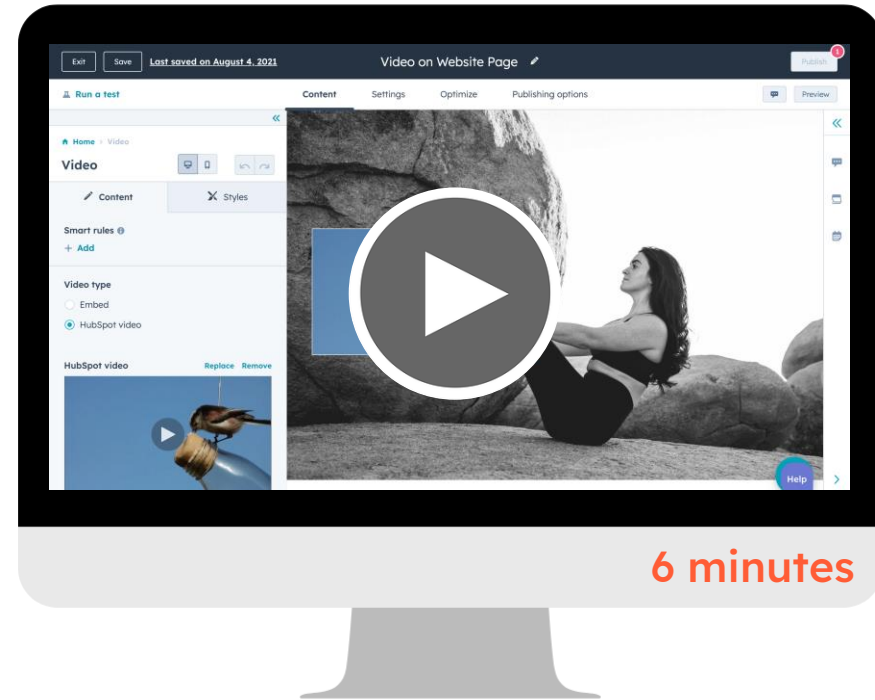 Exit
Save
Last saved on August 4, 2021
Video on Website Page
1
Publish
Run a test
Content
Settings
Optimize
Publishing options
Preview
Home
Video
Video
Content
Styles
Smart rules
+ Add
Video type
Embed
HubSpot video
HubSpot video
Replace
Remove
Help
6 minutes